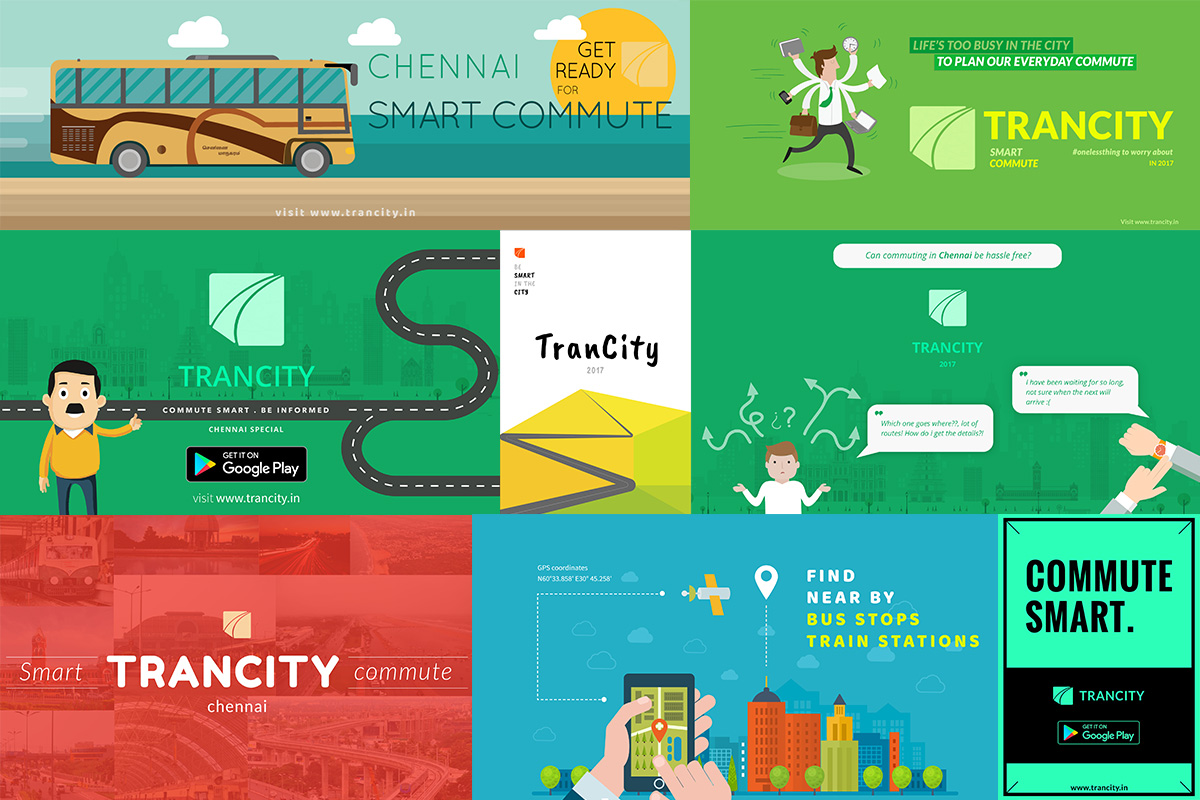 CHENNAI
SMART COMMUTE
GET
READY
FOR
visit www.trancity.in
LIFE'S TOO BUSY IN THE CITY
TO PLAN OUR EVERYDAY COMMUTE
TRANCITY
SMART
COMMUTE
#onelessthing to worry about
IN 2017
Visit www.trancity.in
TRANCITY
COMMUTE SMART . BE INFORMED
CHENNAI SPECIAL
GET IT ON
Google Play
visit www.trancity.in
BE
SMART
IN THE
CITY
TranCity
2017
Can commuting in Chennai be hassle free?
TRANCITY
2017
I have been waiting for so long,
not sure when the next will
arrive :(
¿?
Which one goes where??, lot of
routes! How do i get the details?!
Smart
TRANCITY
commute
chennai
GPS coordinates
N60°33.858' E30° 45.258'
FIND
NEAR BY
BUS STOPS
TRAIN STATIONS
COMMUTE
SMART.
TRANCITY
GET IT ON
Google Play
www.trancity.in